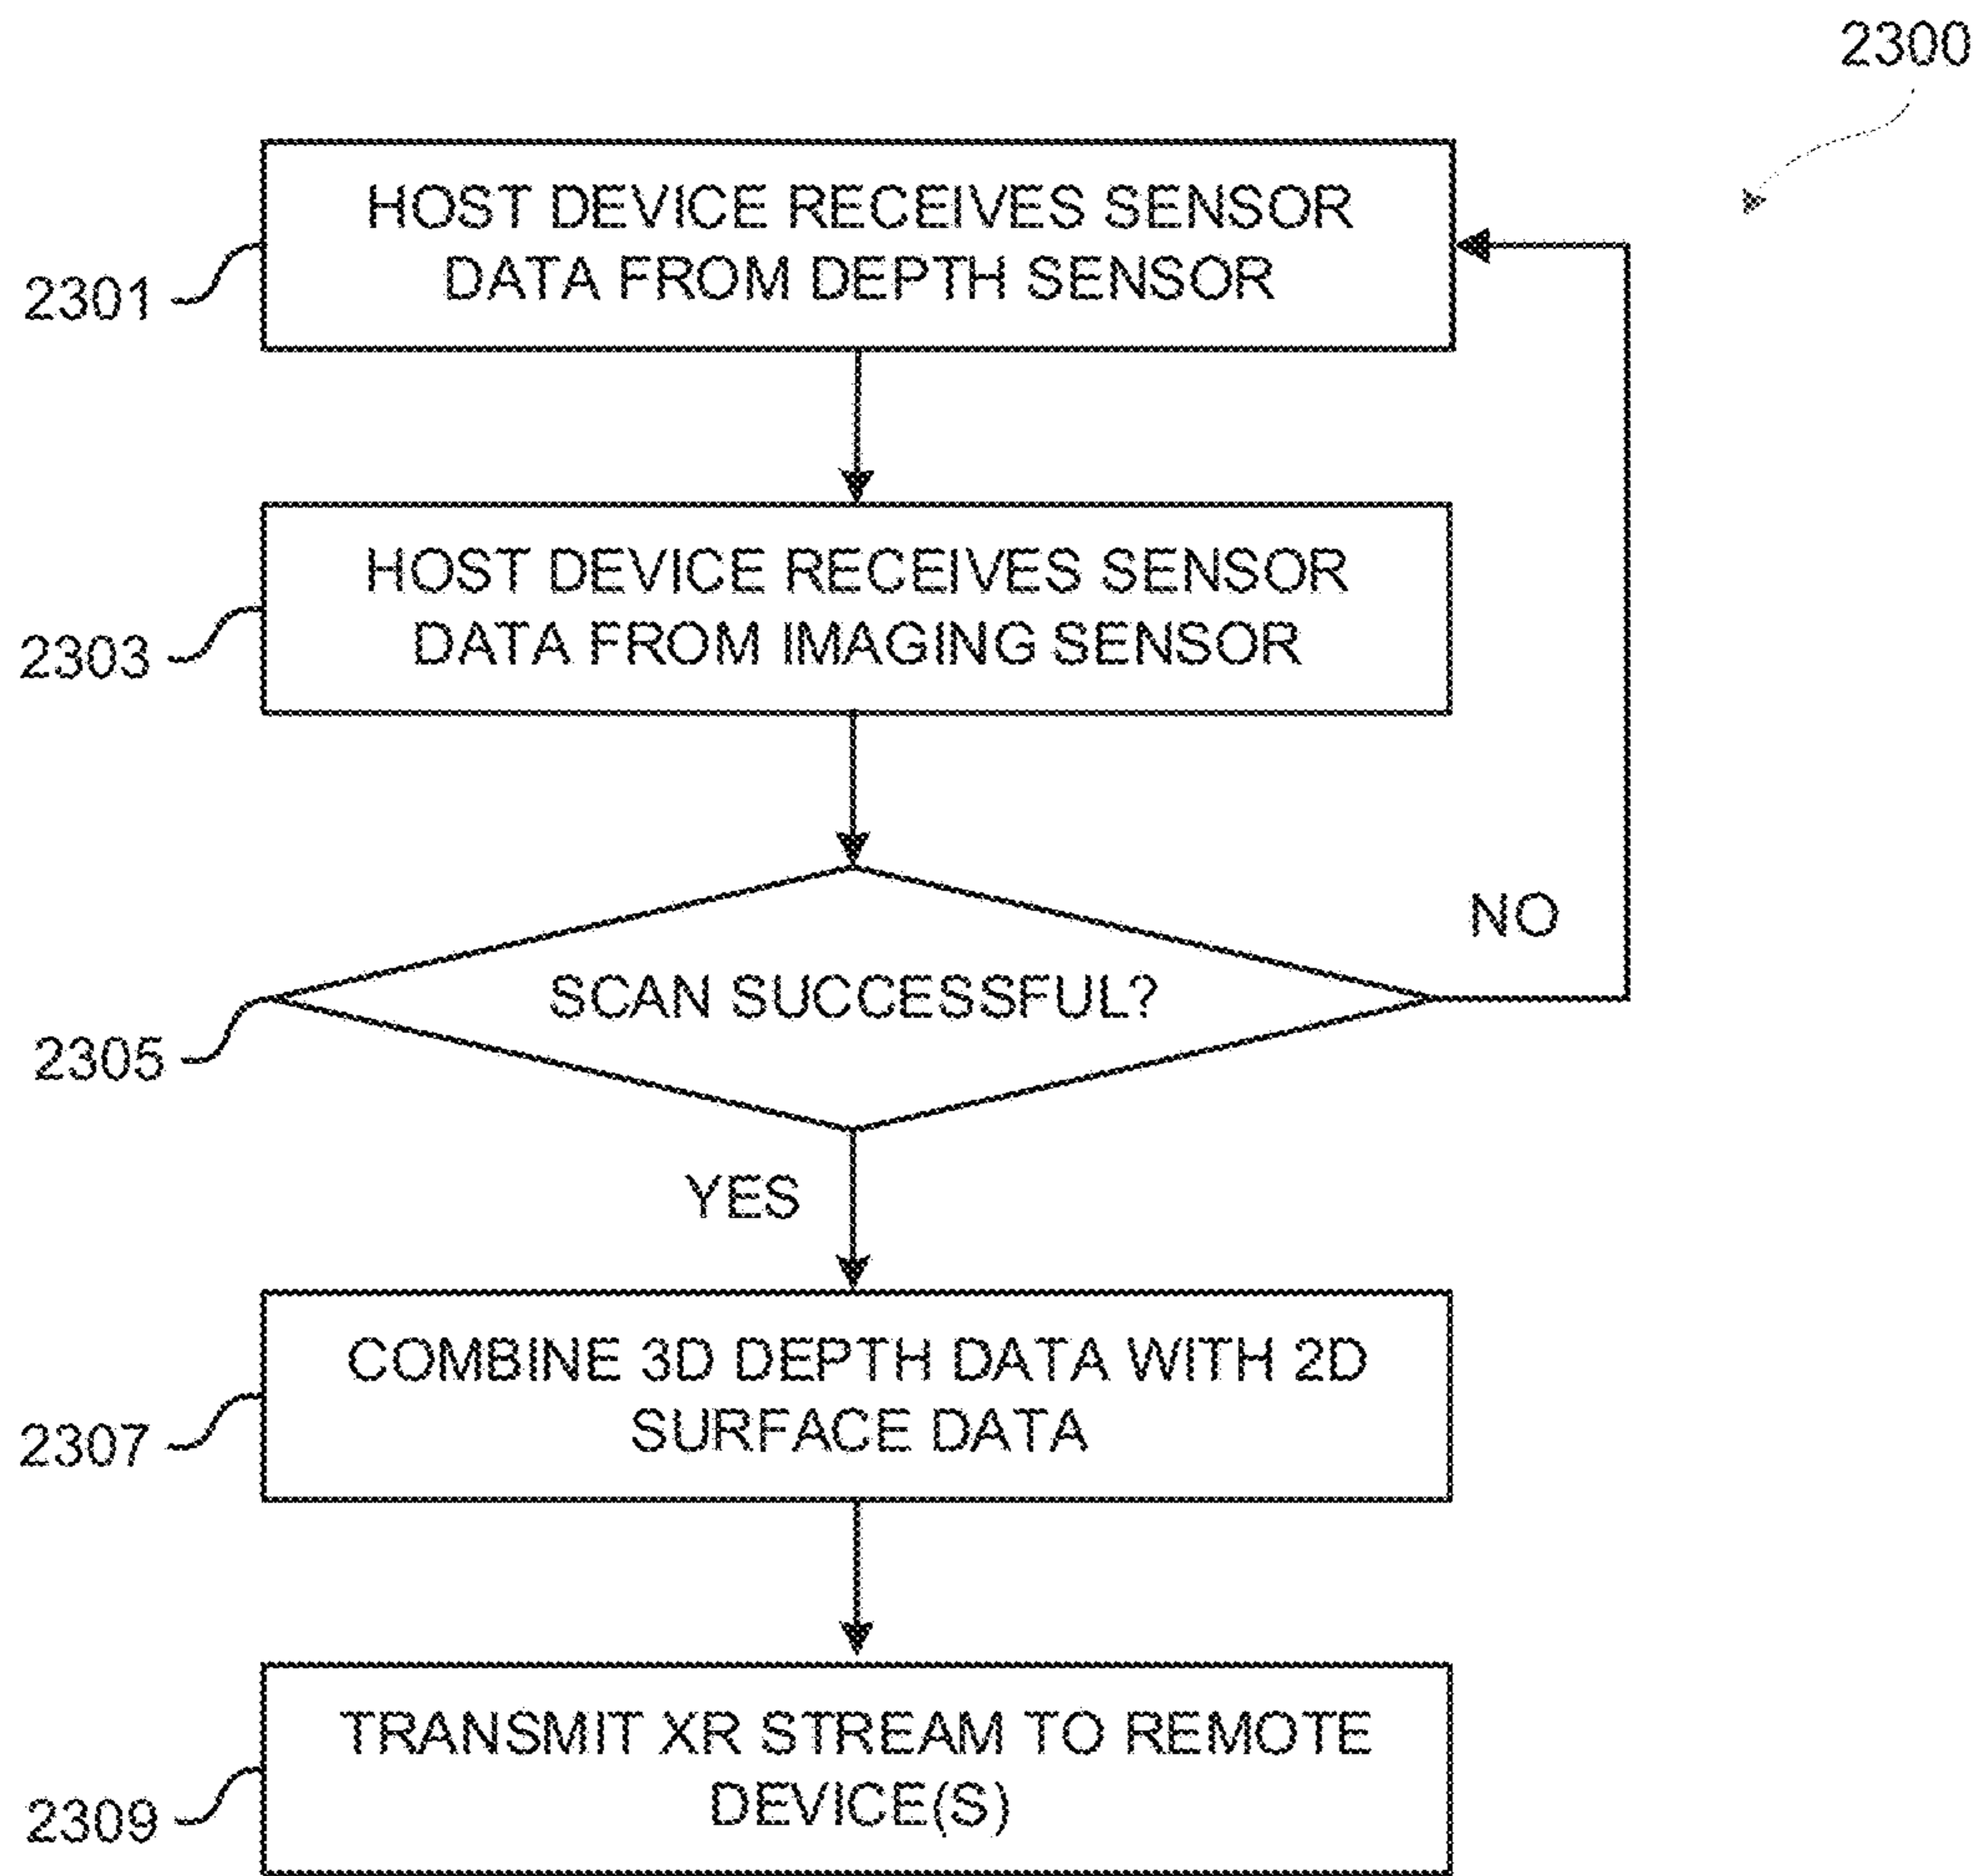 2300
HOST DEVICE RECEIVES SENSOR
DATA FROM DEPTH SENSOR
2301
HOST DEVICE RECEIVES SENSOR
DATA FROM IMAGING SENSOR
2303
NO
SCAN SUCCESSFUL?
2305
YES
COMBINE 3D DEPTH DATA WITH 2D
SURFACE DATA
2307
TRANSMIT XR STREAM TO REMOTE
DEVICE(S)
2309